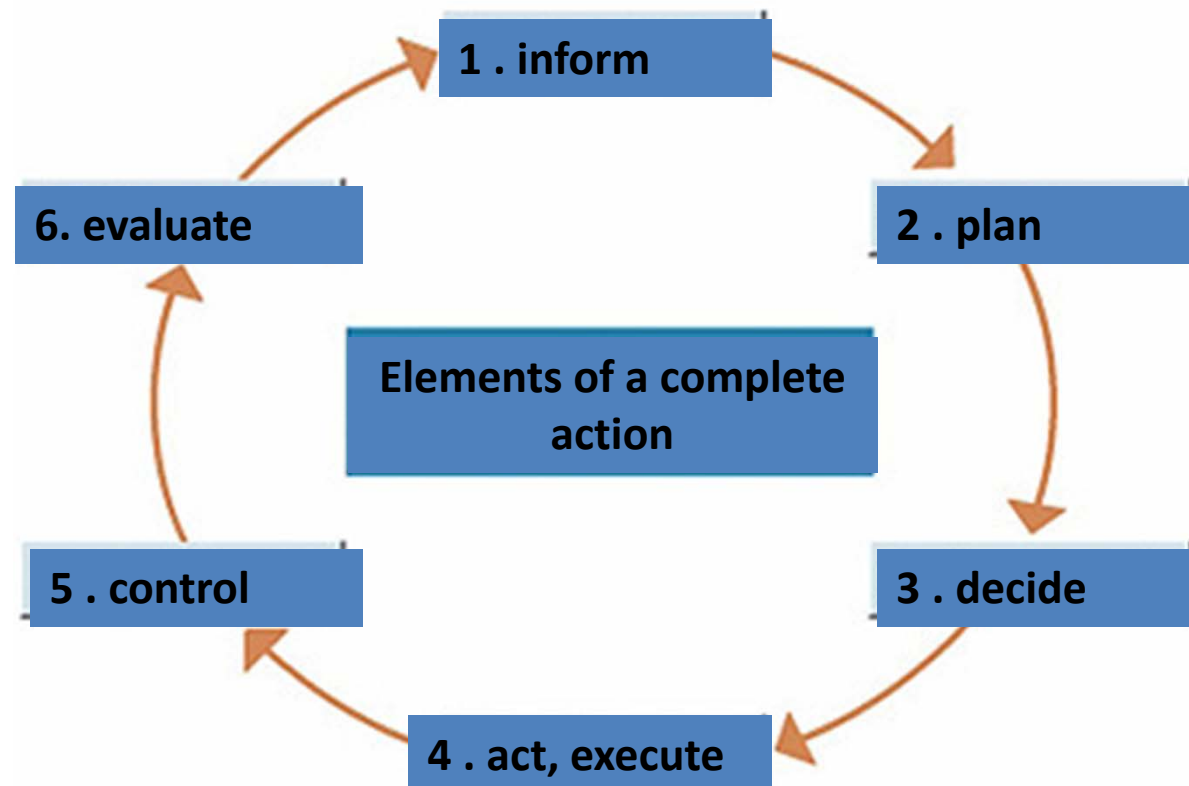 1 . inform
2 . plan
3 . decide
4 . act, execute
5 . control
6. evaluate
Elements of a complete
action